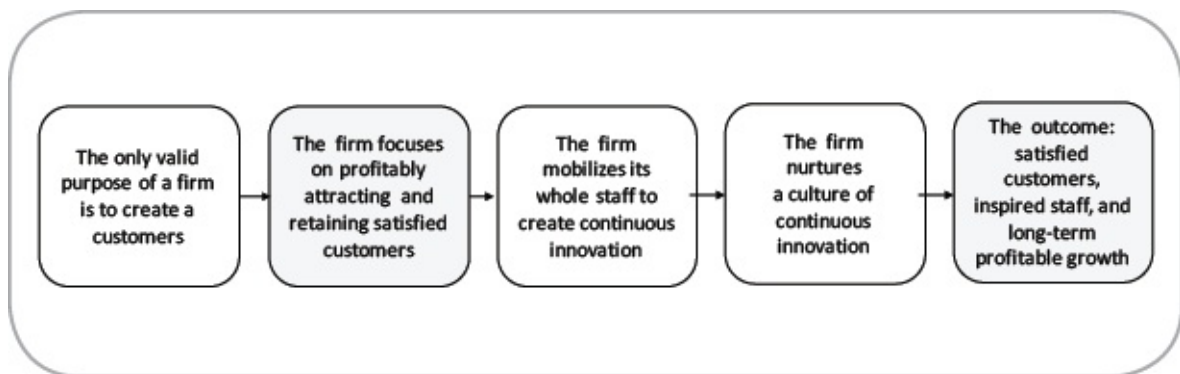 The only valid
purpose of a firm
is to create a
customers
The firm focuses
on profitably
attracting and
retaining satisfied
customers
The firm
mobilizes its
whole staff to
create continuous
innovation
The firm
nurtures
a culture of
continuous
innovation
The outcome:
satisfied
customers,
inspired staff, and
long-term
profitable growth